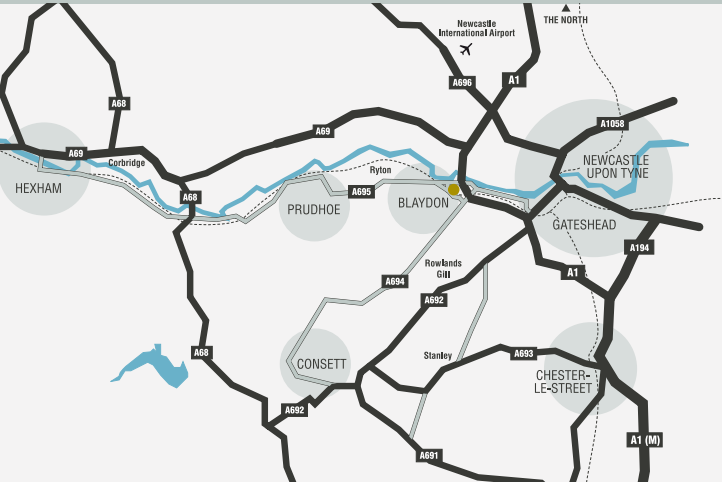 THE NORTH
Newcastle
International Airport
A696
A1
A68
A1058
A69
A69
Corbridge
NEWCASTLE
UPON TYNE
Ryton
HEXHAM
A68
A695
PRUDHOE
BLAYDON
GATESHEAD
A194
Rowlands
Gill
A1
A694
A692
A68
Stanley
A693
CONSETT
CHESTER-
LE-STREET
A692
A1 (M)
A691